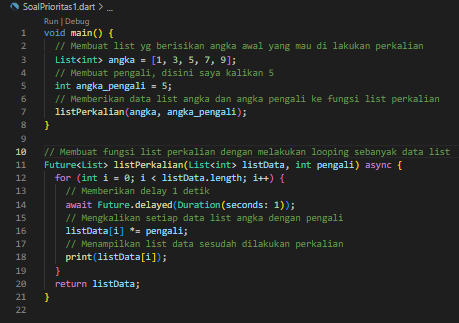 SoalPrioritas1.dart > ...
Run | Debug
1 void main() {
2 // Membuat list yg berisikan angka awal yang mau di lakukan perkalian
3 List<int> angka = [1, 3, 5, 7, 9];
4 // Membuat pengali, disini saya kalikan 5
5 int angka_pengali = 5;
6 // Memberikan data list angka dan angka pengali ke fungsi list perkalian
7 listPerkalian(angka, angka_pengali);
8 }
9
10 // Membuat fungsi list perkalian dengan melakukan looping sebanyak data list
11 Future<List> listPerkalian(List<int> listData, int pengali) async {
12 for (int i = 0; i < listData.length; i++) {
13 // Memberikan delay 1 detik
14 await Future.delayed(Duration(seconds: 1));
15 // Mengkalikan setiap data list angka dengan pengali
16 listData[i] *= pengali;
17 // Menampilkan list data sesudah dilakukan perkalian
18 print(listData[i]);
19 }
20 return listData;
21 }
22